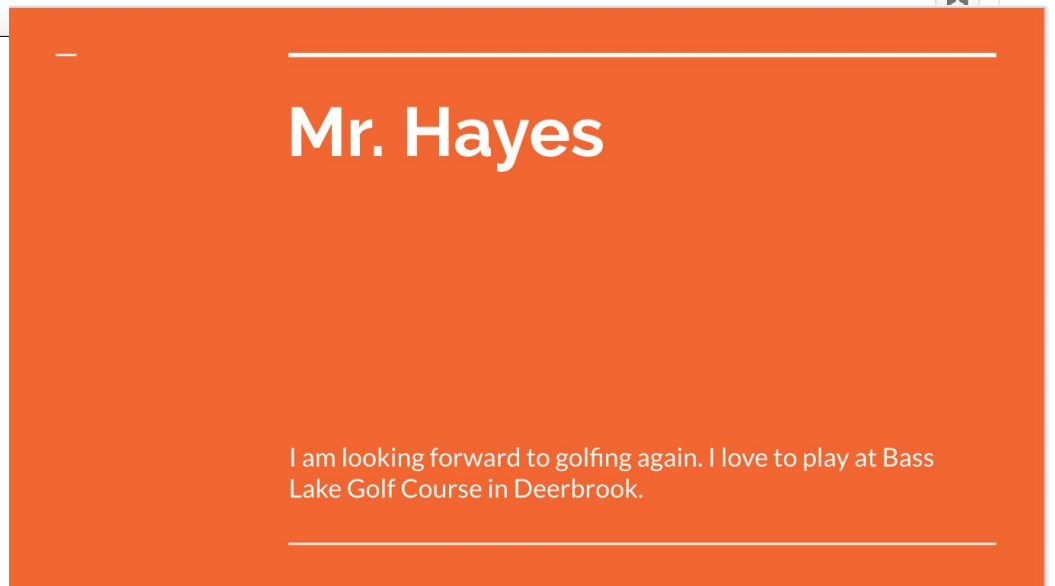 Mr. Hayes
I am looking forward to golfing again. I love to play at Bass
Lake Golf Course in Deerbrook.